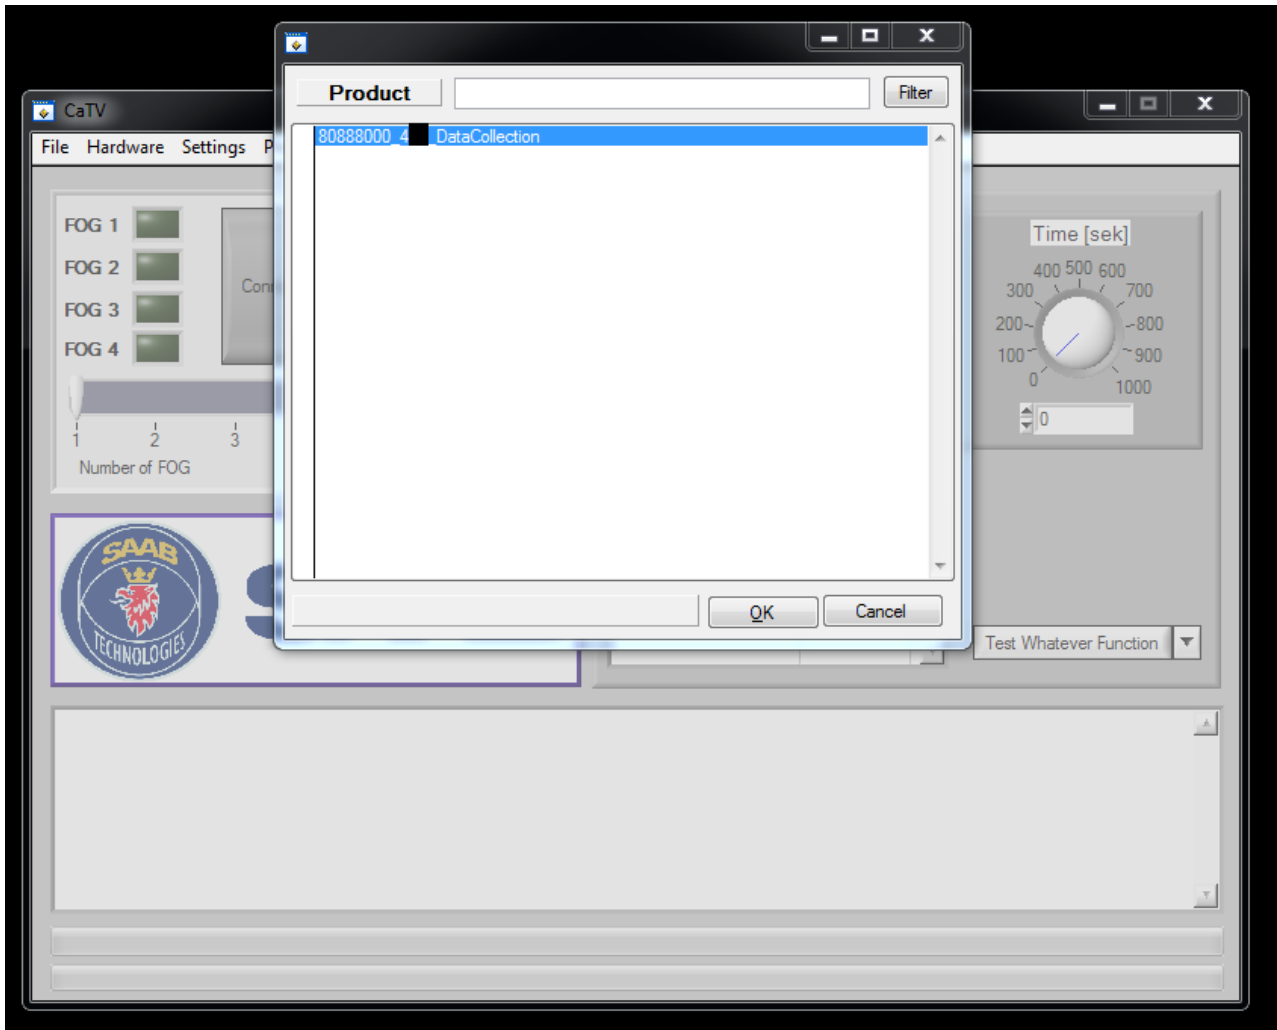 Product
Filter
80888000_4 _DataCollection
OK
Cancel
CaTV
File Hardware Settings
FOG 1
FOG 2
FOG 3
FOG 4
1 2 3
Number of FOG
Time [sek]
0 100 200 300 400 500 600 700 800 900 1000
0
SAAB
TECHNOLOGIES
Test Whatever Function